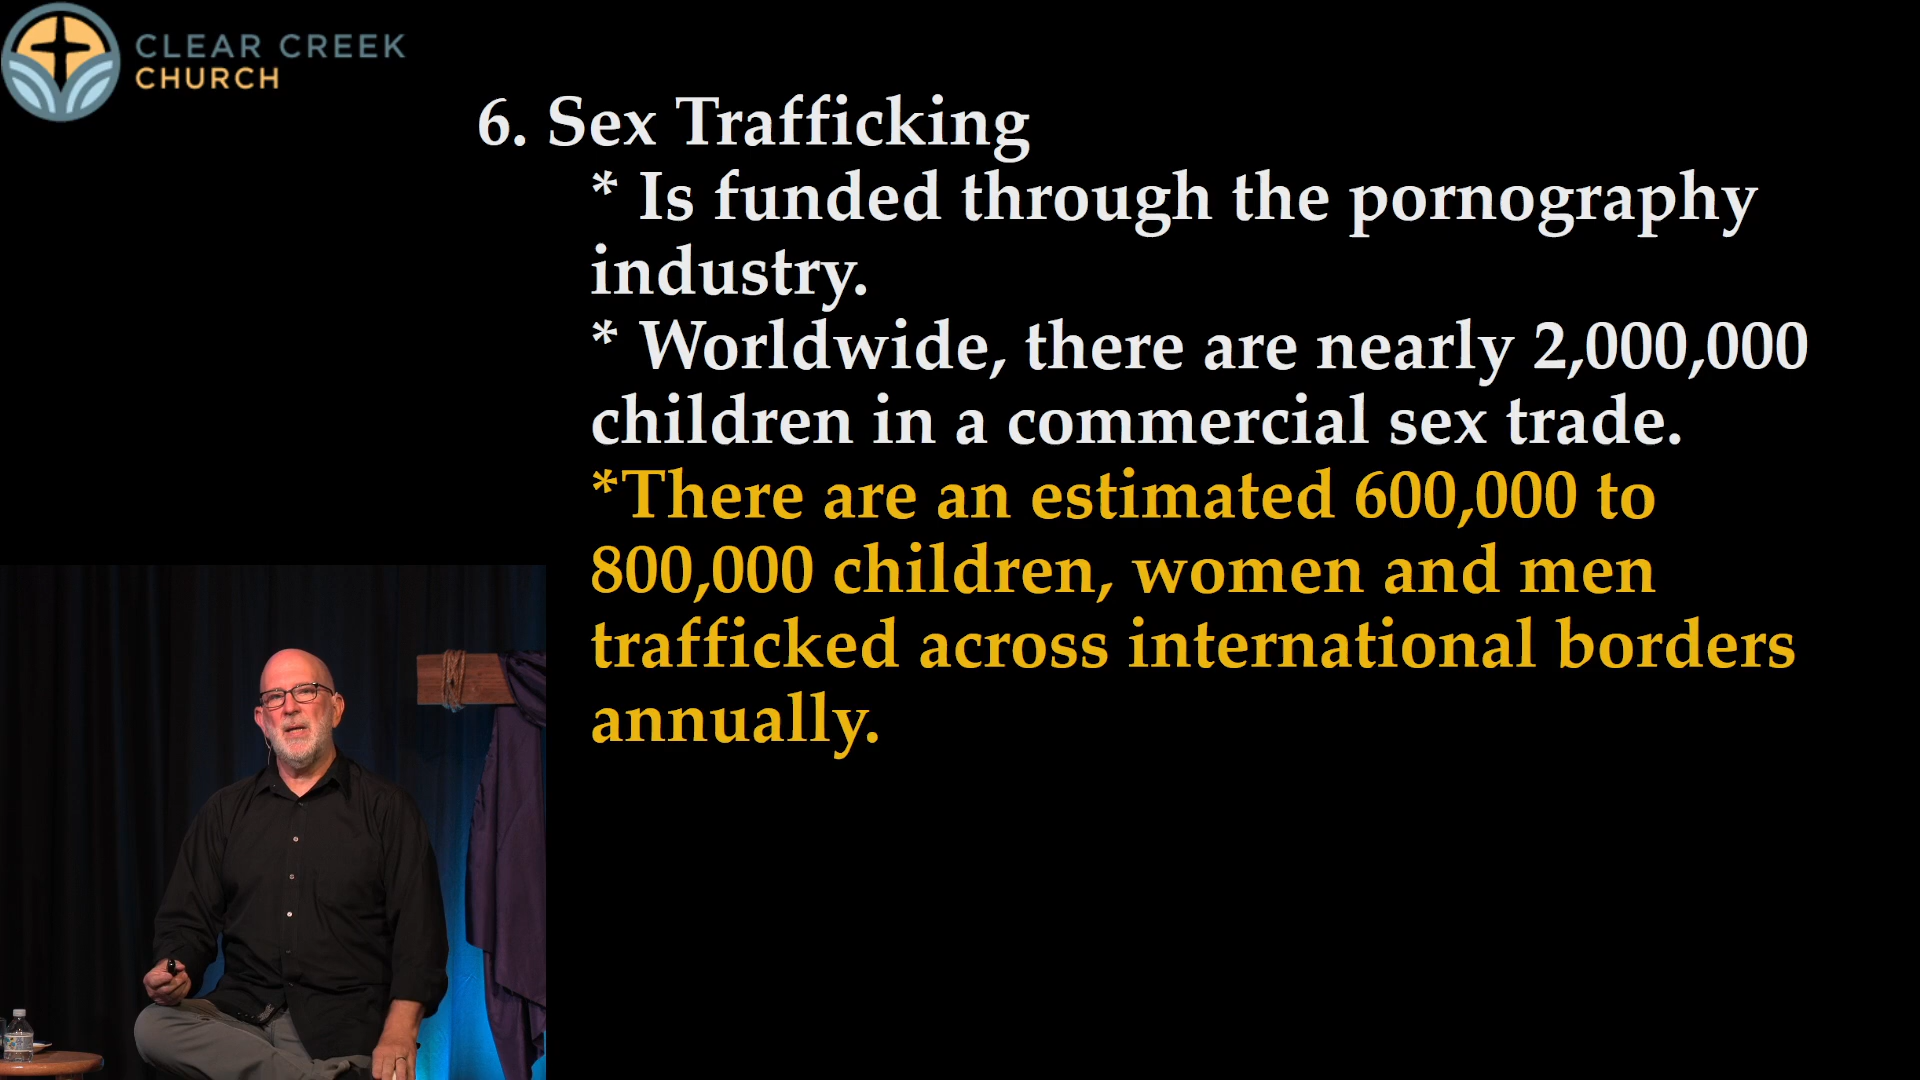 CLEAR CREEK
CHURCH
6. Sex Trafficking
* Is funded through the pornography
industry.
* Worldwide, there are nearly 2,000,000
children in a commercial sex trade.
*There are an estimated 600,000 to
800,000 children, women and men
trafficked across international borders
annually.